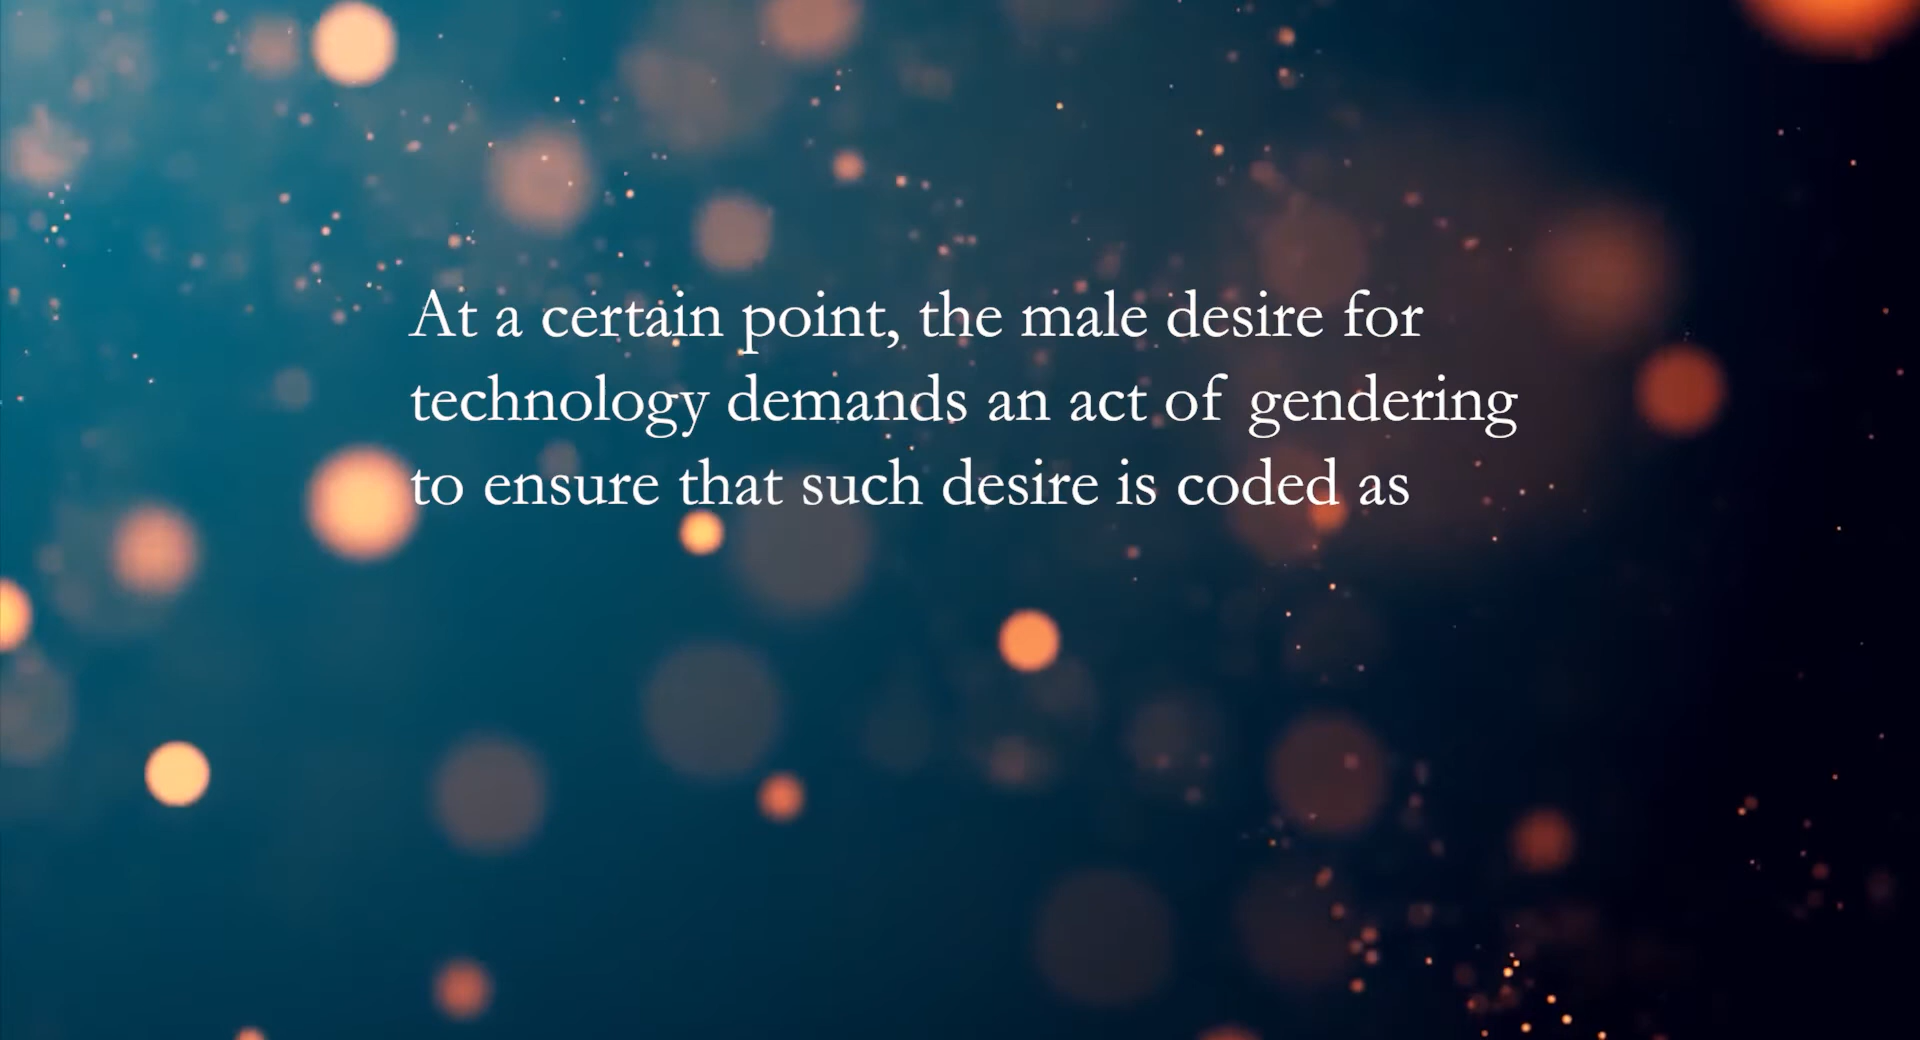 At a certain point, the male desire for
technology demands an act of gendering
to ensure that such desire is coded as